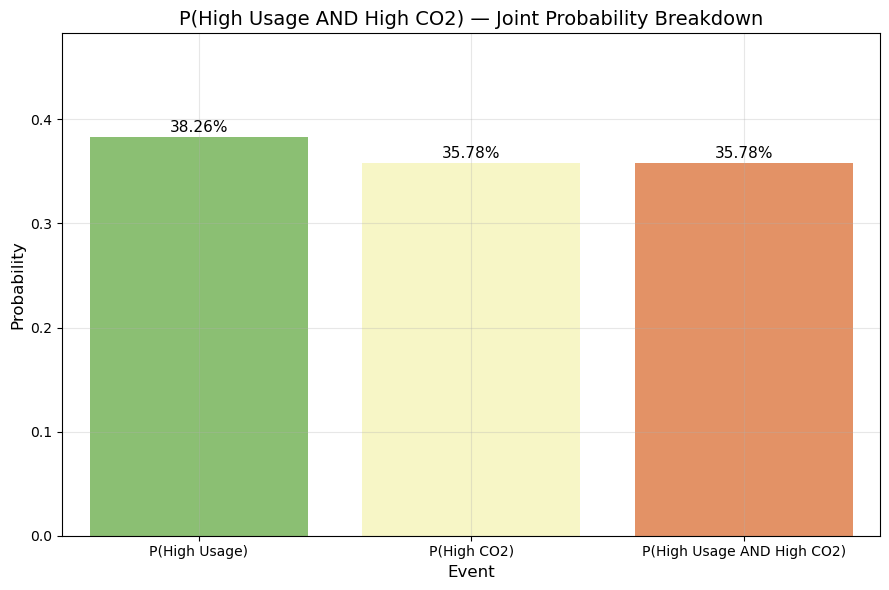 P(High Usage AND High CO2) — Joint Probability Breakdown
38.26%
35.78%
35.78%
Probability
0.4
0.3
0.2
0.1
0.0
P(High Usage)
P(High CO2)
P(High Usage AND High CO2)
Event